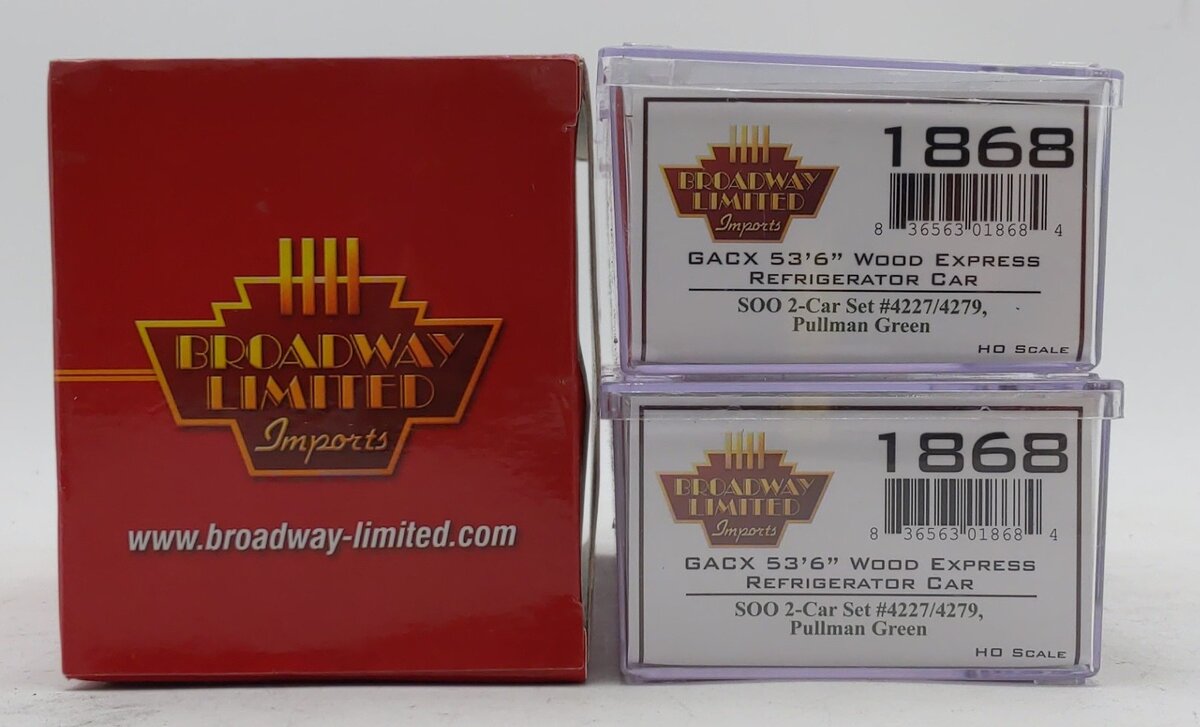 BROADWAY
LIMITED
Imports
www.broadway-limited.com
BROADWAY
LIMITED
Imports
1868
8 36563 01868 4
GACX 53'6" WOOD EXPRESS
REFRIGERATOR CAR
SOO 2-Car Set #4227/4279,
Pullman Green
HO SCALE
BROADWAY
LIMITED
Imports
1868
8 36563 01868 4
GACX 53'6" WOOD EXPRESS
REFRIGERATOR CAR
SOO 2-Car Set #4227/4279,
Pullman Green
HO SCALE